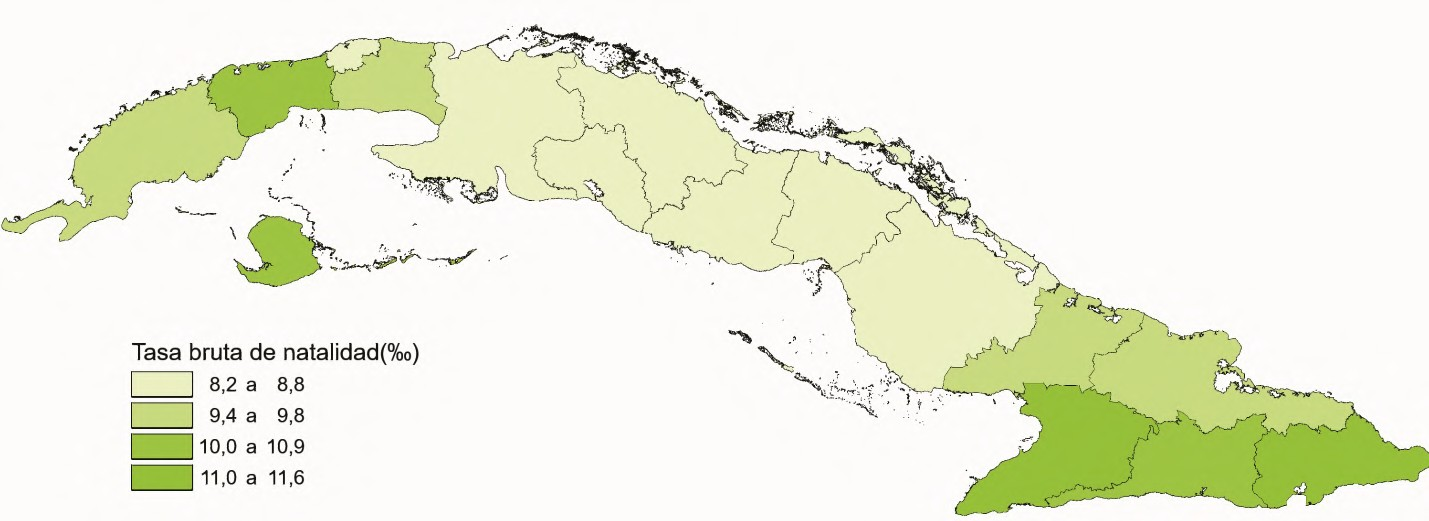 Tasa bruta de natalidad(‰)
8,2 a 8,8
9,4 a 9,8
10,0 a 10,9
11,0 a 11,6